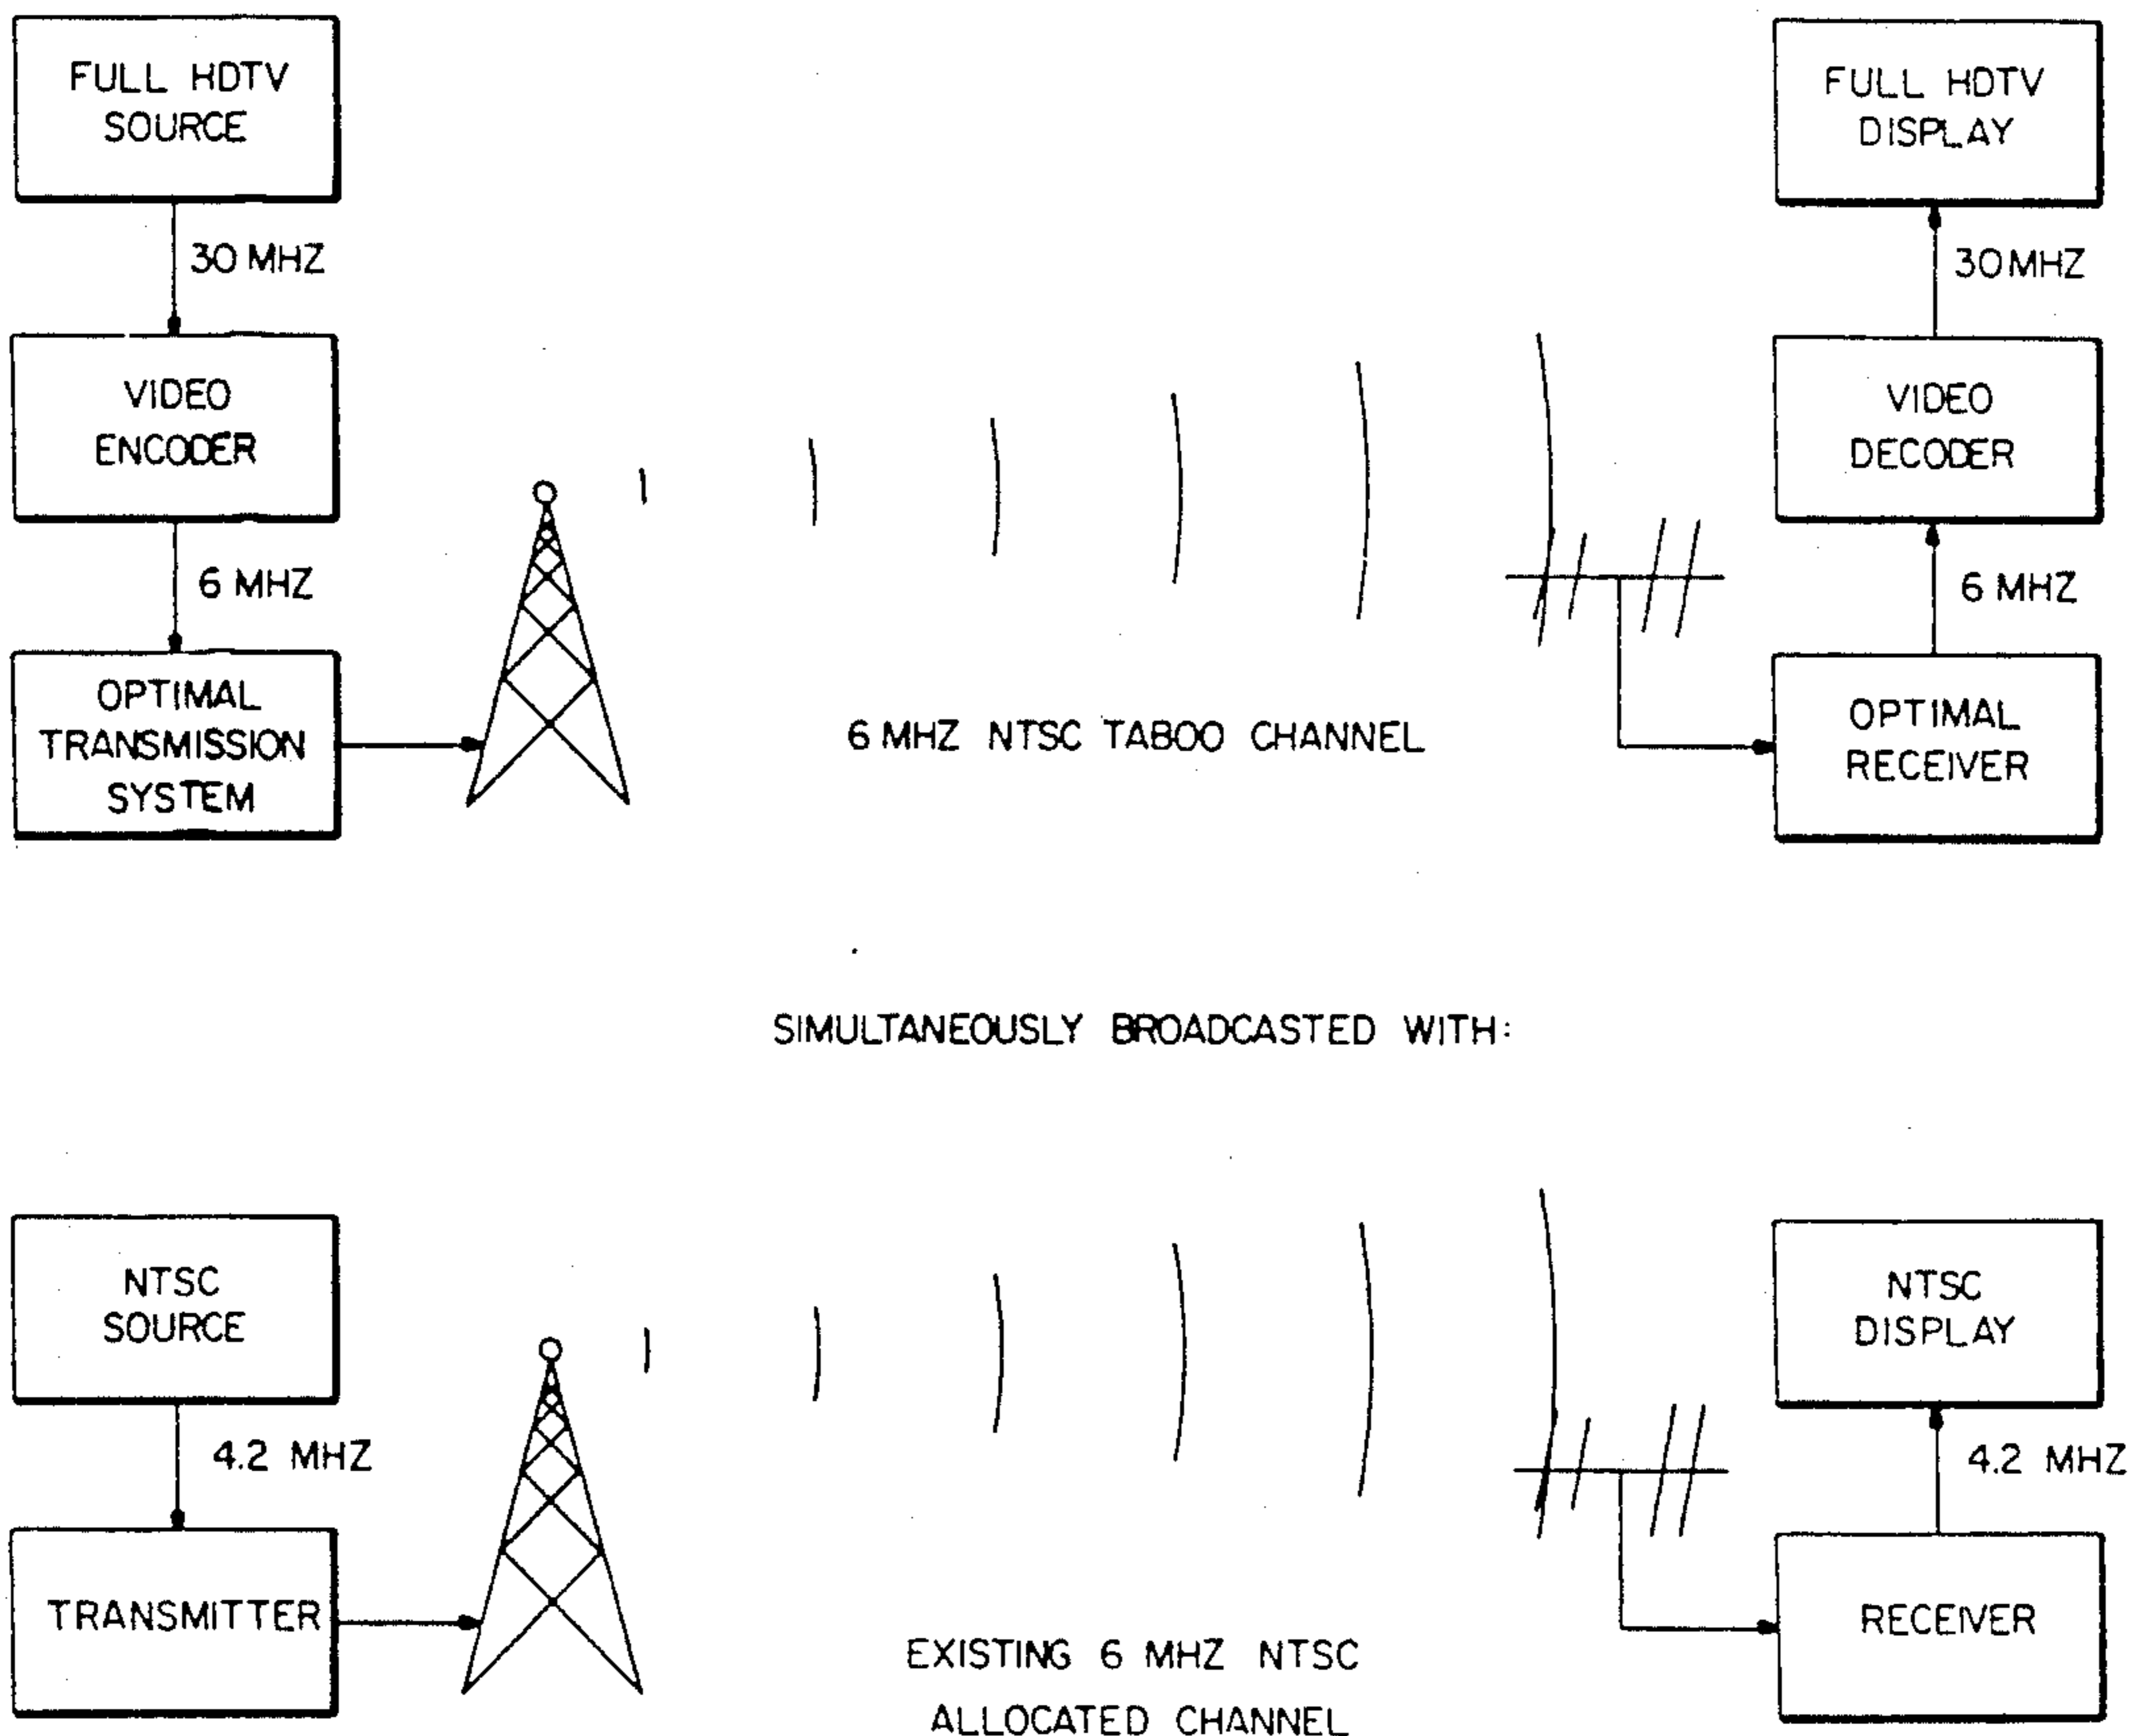 FULL HDTV
SOURCE
30 MHZ
VIDEO
ENCODER
6 MHZ
OPTIMAL
TRANSMISSION
SYSTEM
6 MHZ NTSC TABOO CHANNEL
FULL HDTV
DISPLAY
30 MHZ
VIDEO
DECODER
6 MHZ
OPTIMAL
RECEIVER
SIMULTANEOUSLY BROADCASTED WITH:
NTSC
SOURCE
4.2 MHZ
TRANSMITTER
EXISTING 6 MHZ NTSC
ALLOCATED CHANNEL
NTSC
DISPLAY
4.2 MHZ
RECEIVER